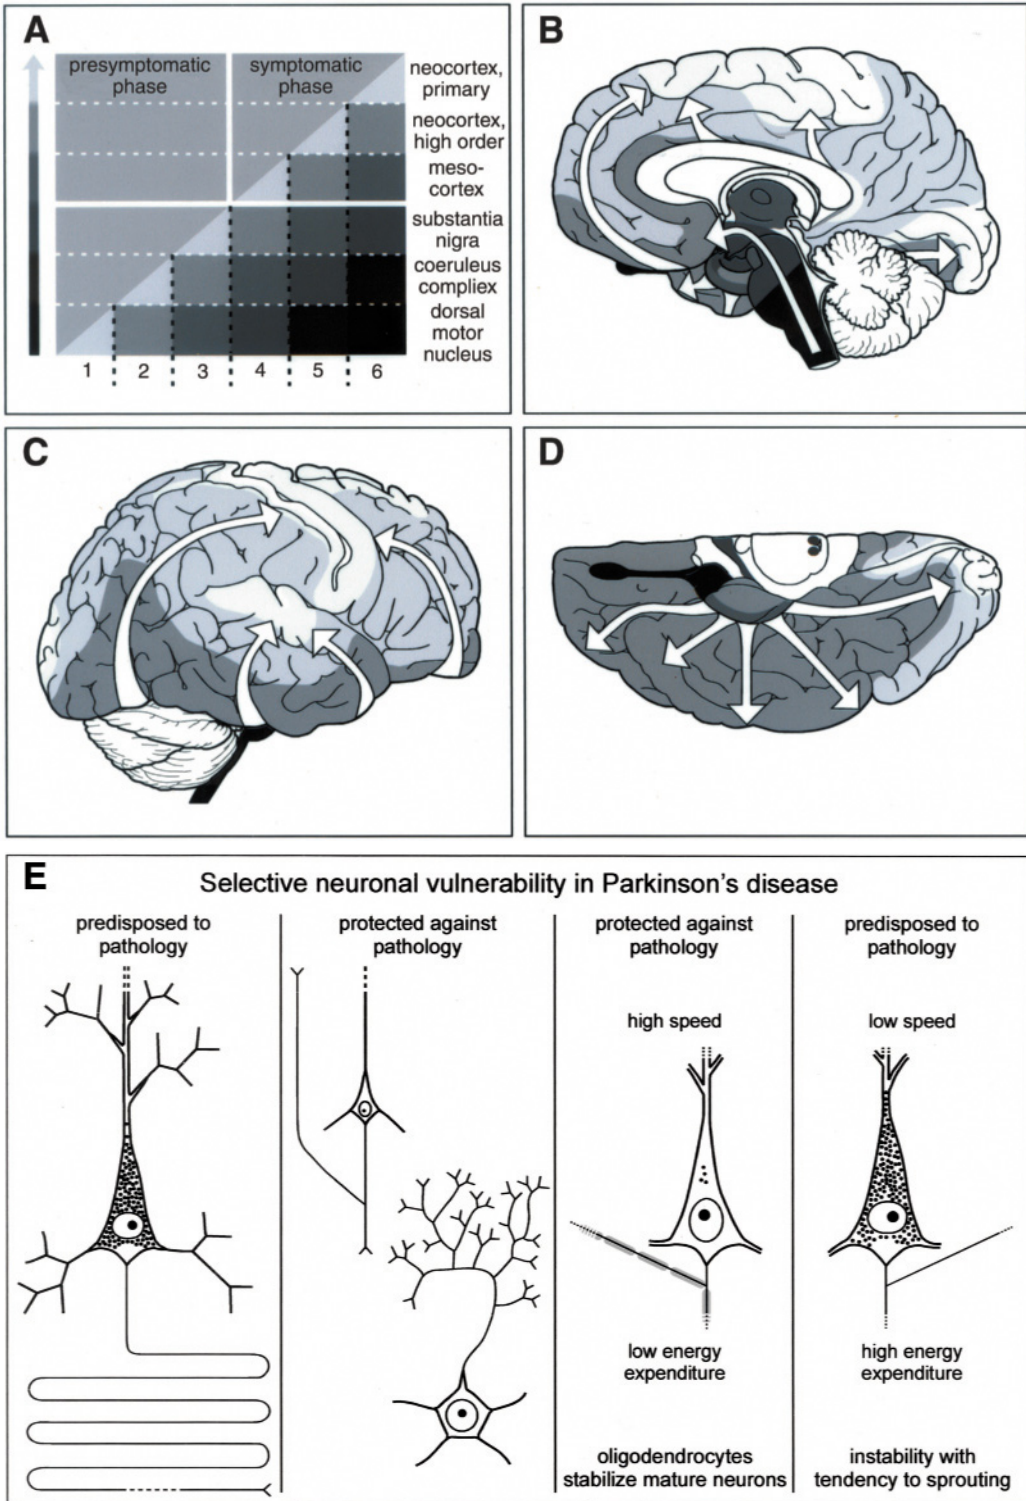 A
presymptomatic
phase
symptomatic
phase
neocortex,
primary
neocortex,
high order
meso-
cortex
substantia
nigra
coeruleus
compliex
dorsal
motor
nucleus
1 2 3 4 5 6
B
C
D
E
Selective neuronal vulnerability in Parkinson's disease
predisposed to
pathology
protected against
pathology
protected against
pathology
high speed
low energy
expenditure
oligodendrocytes
stabilize mature neurons
predisposed to
pathology
low speed
high energy
expenditure
instability with
tendency to sprouting